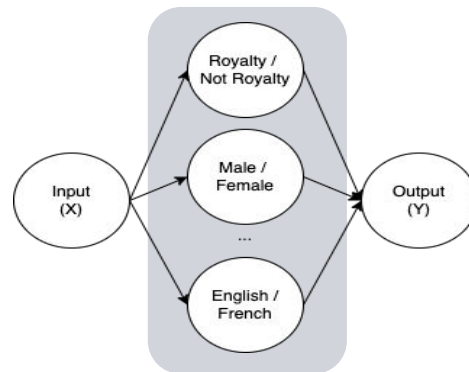 Royalty /
Not Royalty
Input
(X)
Male /
Female
Output
(Y)
...
English /
French